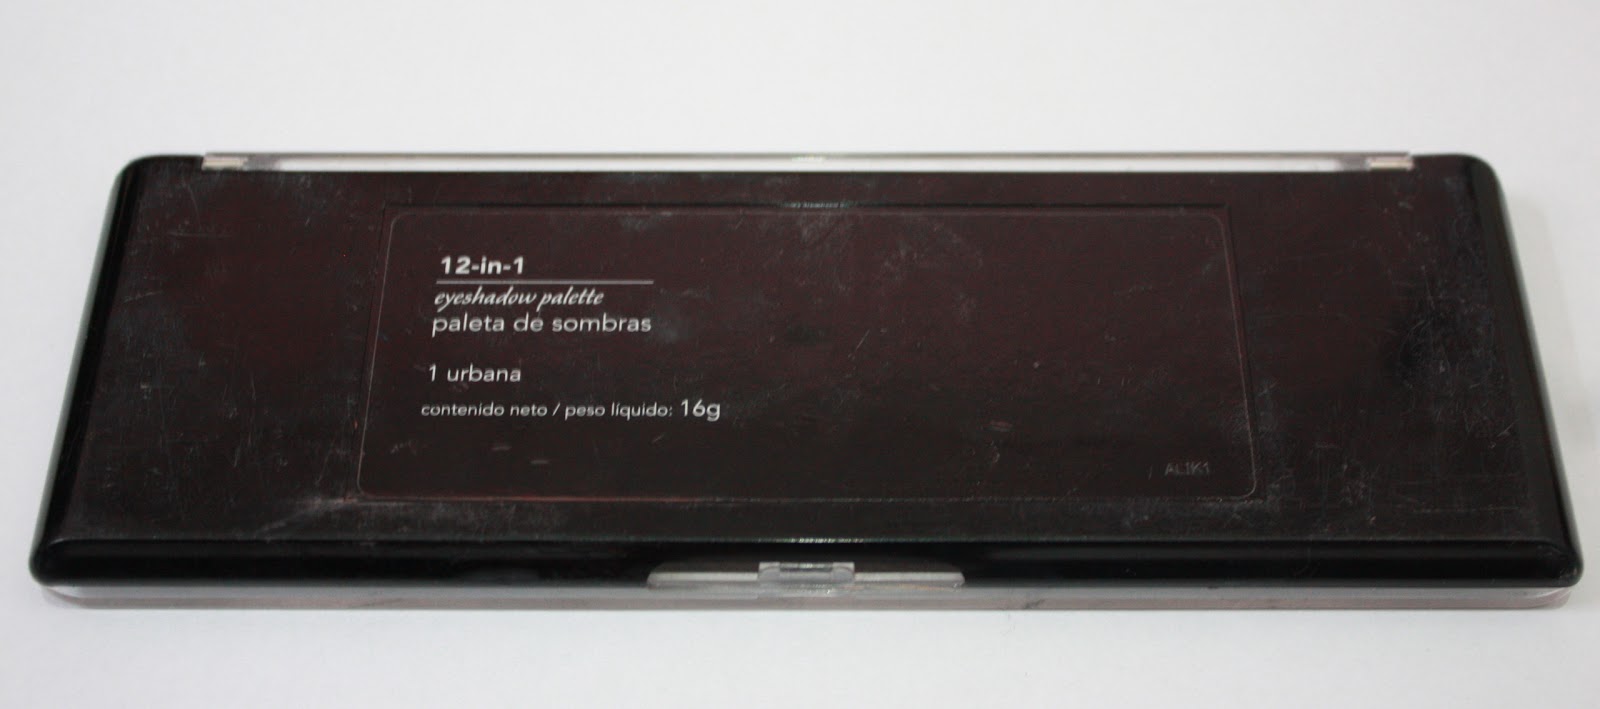 12-in-1
eyeshadow palette
paleta de sombras
1 urbana
contenido neto / peso líquido: 16g
AL1K1